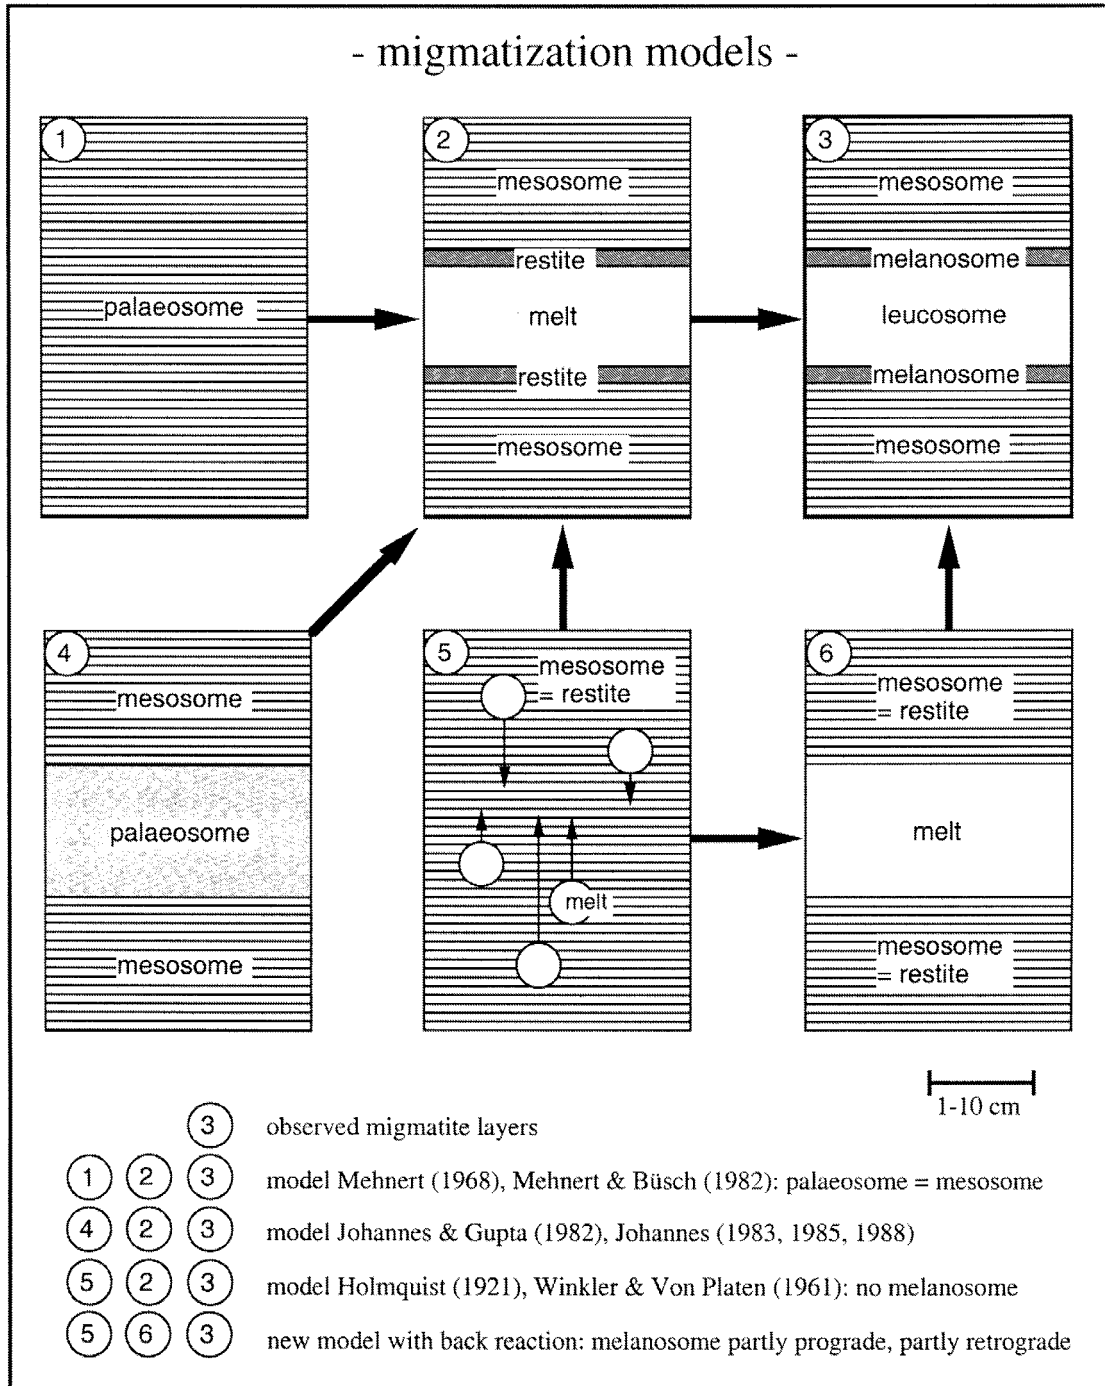 - migmatization models -
1
palaeosome
2
mesosome
restite
melt
restite
mesosome
3
mesosome
melanosome
leucosome
melanosome
mesosome
4
mesosome
palaeosome
mesosome
5
mesosome
= restite
melt
6
mesosome
= restite
melt
mesosome
= restite
1-10 cm
3 observed migmatite layers
1 2 3 model Mehnert (1968), Mehnert & Büsch (1982): palaeosome = mesosome
4 2 3 model Johannes & Gupta (1982), Johannes (1983, 1985, 1988)
5 2 3 model Holmquist (1921), Winkler & Von Platen (1961): no melanosome
5 6 3 new model with back reaction: melanosome partly prograde, partly retrograde